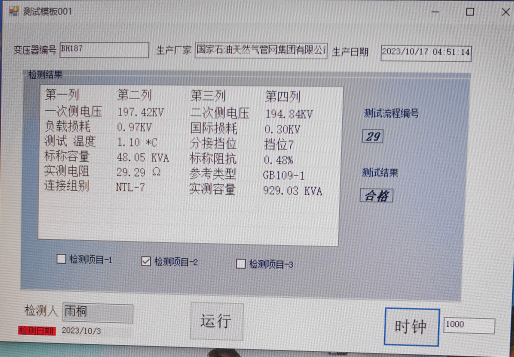 测试模板001
变压器编号 BH187 生产厂家 国家石油天然气管网集团有限公司 生产日期 2023/10/17 04:51:14
检测结果
第一列 第二列 第三列 第四列
一次侧电压 197.42KV 二次侧电压 194.84KV
负载损耗 0.97KV 国际损耗 0.30KV
测试 温度 1.10 *C 分接挡位 挡位7
标称容量 48.05 KVA 标称阻抗 0.48%
实测电阻 29.29 Ω 参考类型 GB109-1
连接组别 NTL-7 实测容量 929.03 KVA
测试流程编号
29
测试结果
合格
检测项目-1 检测项目-2 检测项目-3
检测人 雨桐 运行 时钟 1000
检测日期 2023/10/3